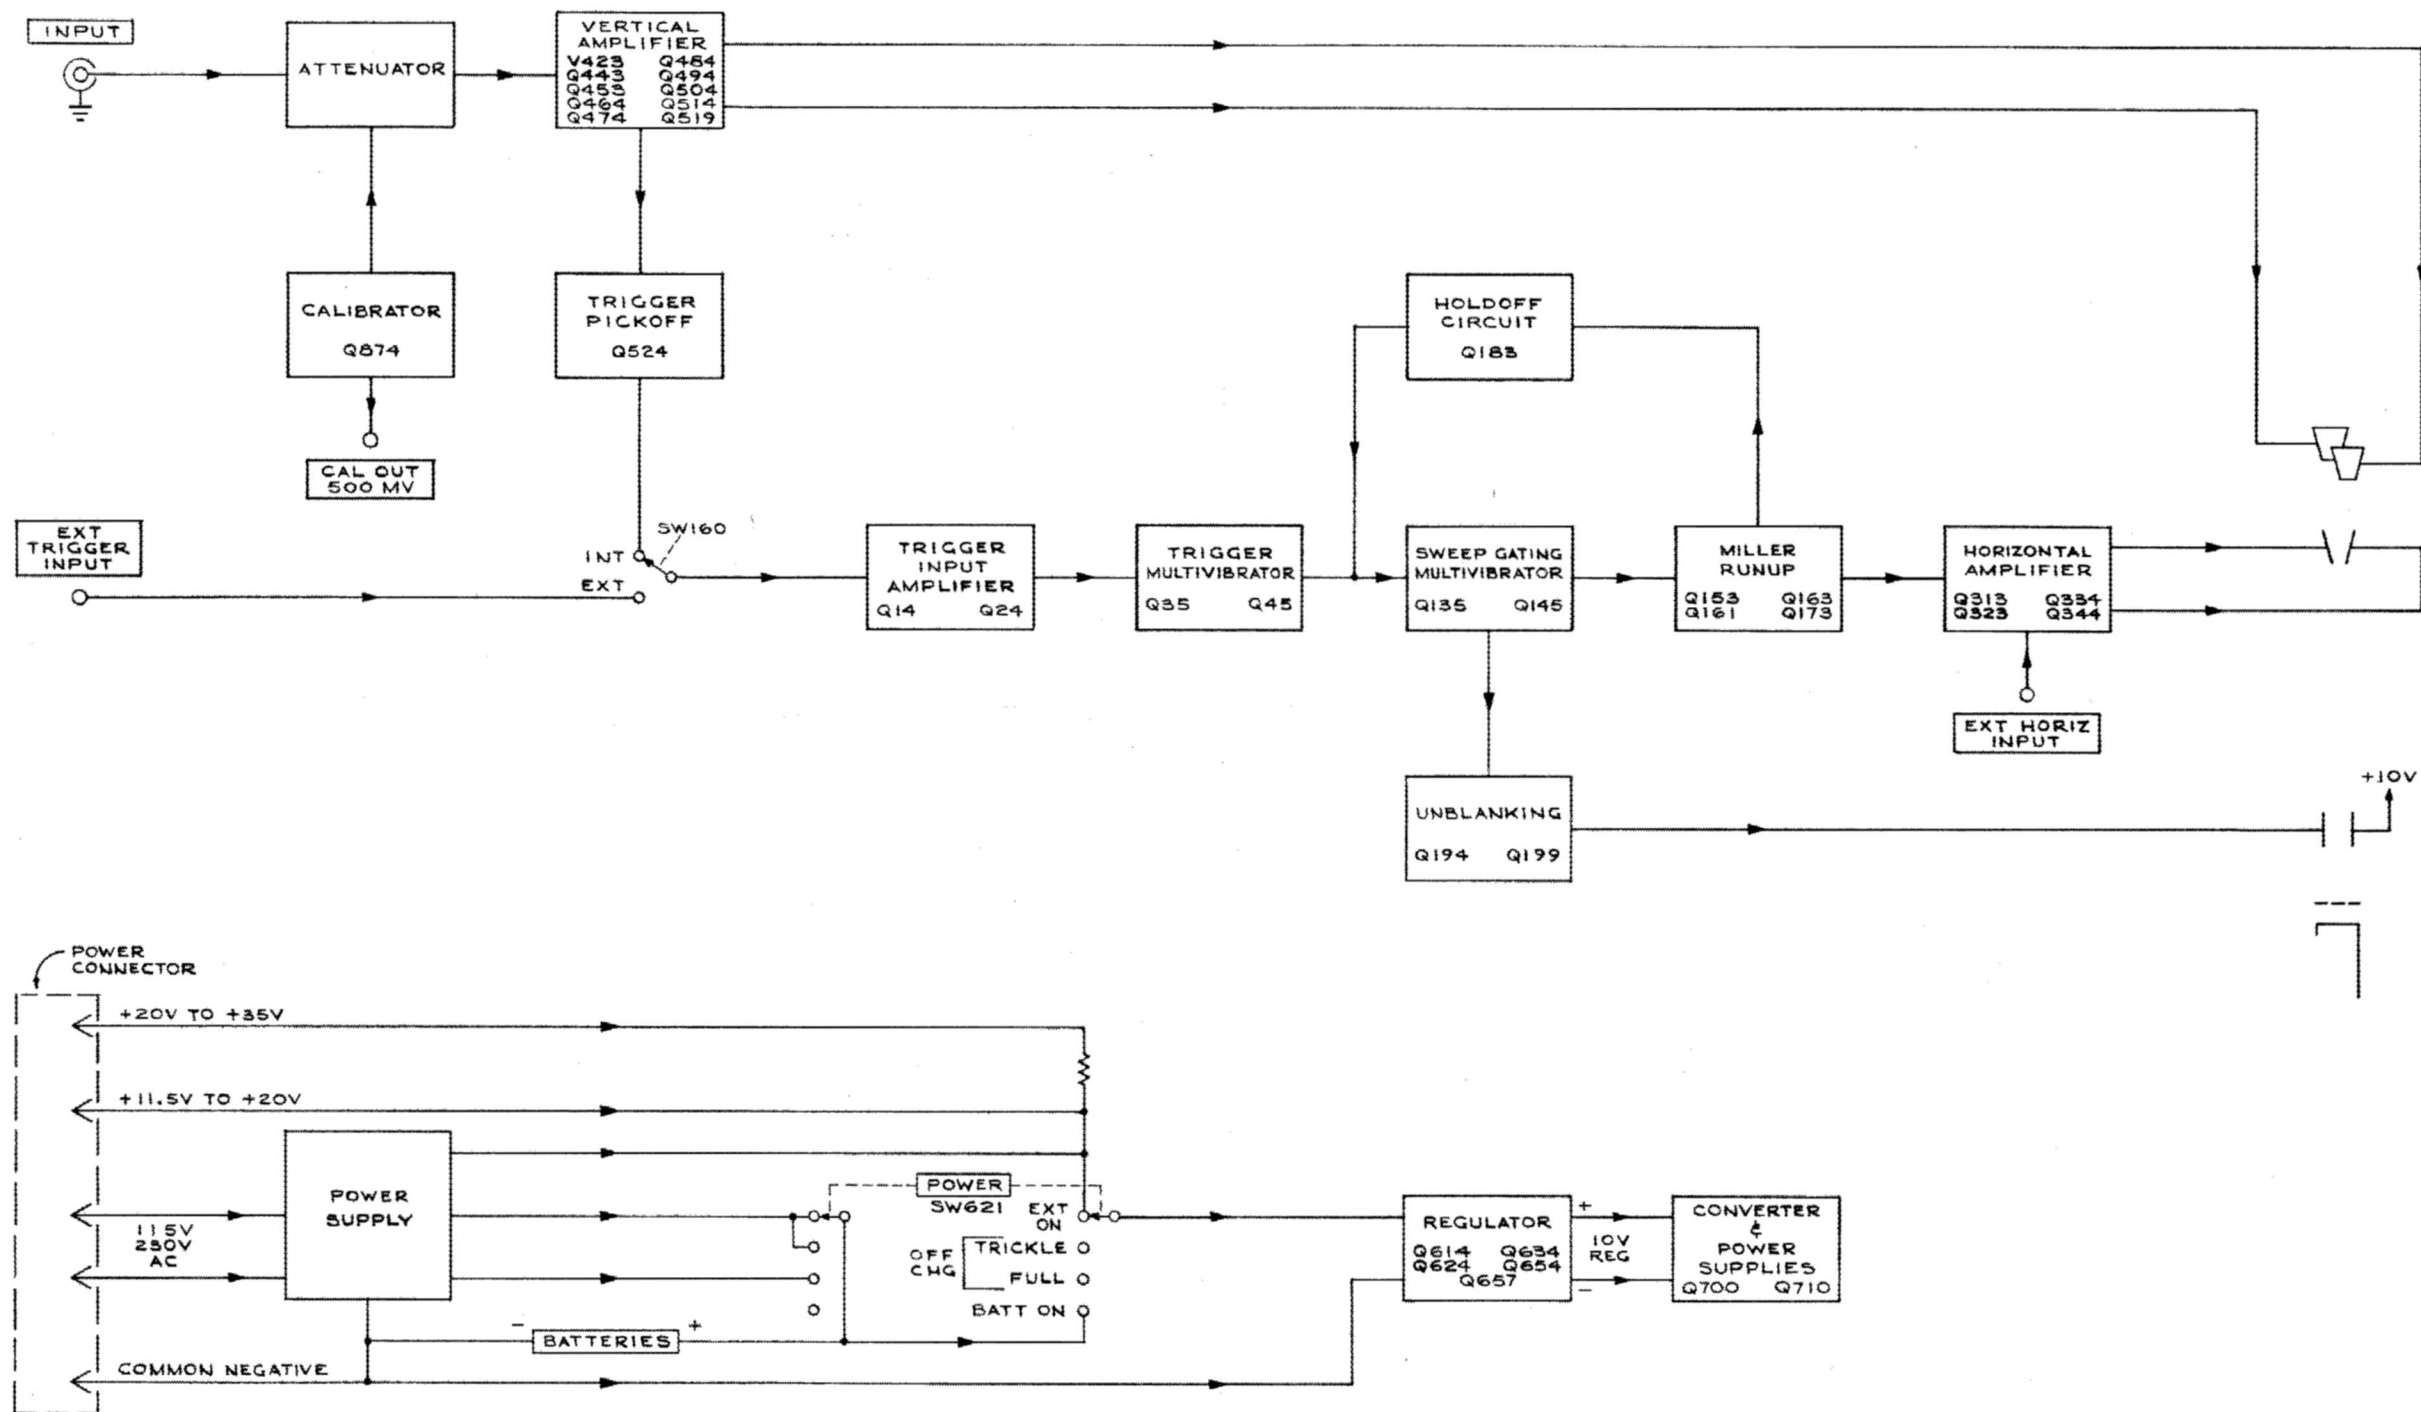 INPUT
ATTENUATOR
VERTICAL
AMPLIFIER
V423 Q484
Q443 Q494
Q453 Q504
Q464 Q514
Q474 Q519
CALIBRATOR
Q874
CAL OUT
500 MV
TRIGGER
PICKOFF
Q524
HOLDOFF
CIRCUIT
Q183
EXT
TRIGGER
INPUT
INT
EXT
SW160
TRIGGER
INPUT
AMPLIFIER
Q14 Q24
TRIGGER
MULTIVIBRATOR
Q35 Q45
SWEEP GATING
MULTIVIBRATOR
Q135 Q145
MILLER
RUNUP
Q153 Q163
Q161 Q173
HORIZONTAL
AMPLIFIER
Q313 Q334
Q323 Q344
EXT HORIZ
INPUT
UNBLANKING
Q194 Q199
+10V
POWER
CONNECTOR
+20V TO +35V
+11.5V TO +20V
115V
230V
AC
POWER
SUPPLY
POWER
SW621
EXT
ON
OFF
CHG
TRICKLE
FULL
BATT ON
- BATTERIES +
COMMON NEGATIVE
REGULATOR
Q614 Q634
Q624 Q654
Q657
+
10V
REG
-
CONVERTER
&
POWER
SUPPLIES
Q700 Q710